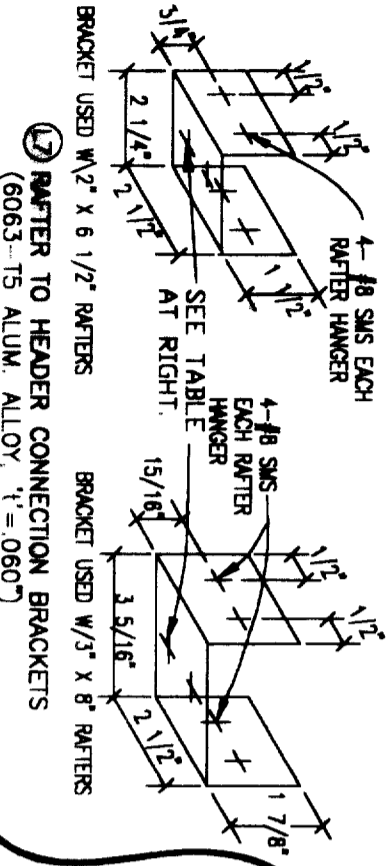 4-#8 SMS EACH
RAFTER HANGER
1/2"
1/2"
3/4"
2 1/4"
2 1/2"
1 1/2"
BRACKET USED W\2" X 6 1/2" RAFTERS
SEE TABLE
AT RIGHT.
4-#8 SMS
EACH RAFTER
HANGER
1/2"
1/2"
15/16"
3 5/16"
2 1/2"
1 7/8"
BRACKET USED W/3" X 8" RAFTERS
L7 RAFTER TO HEADER CONNECTION BRACKETS
(6063-T5 ALUM. ALLOY, 't'=.060")